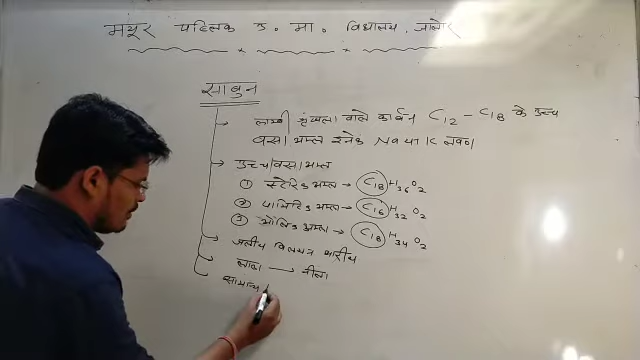 मयूर पब्लिक उ. मा. विद्यालय, जालोर
साबुन
लम्बी श्रृंखला वाले कार्बन C12 - C18 के उच्च
वसा अम्ल इनके Na या K लवण
उच्च वसा अम्ल
① स्टेरिक अम्ल → C18 H36 O2
② पामिटिक अम्ल → C16 H32 O2
③ ओलिक अम्ल → C18 H34 O2
जलीय विलयन क्षारीय
लाल → नीला
सामान्य